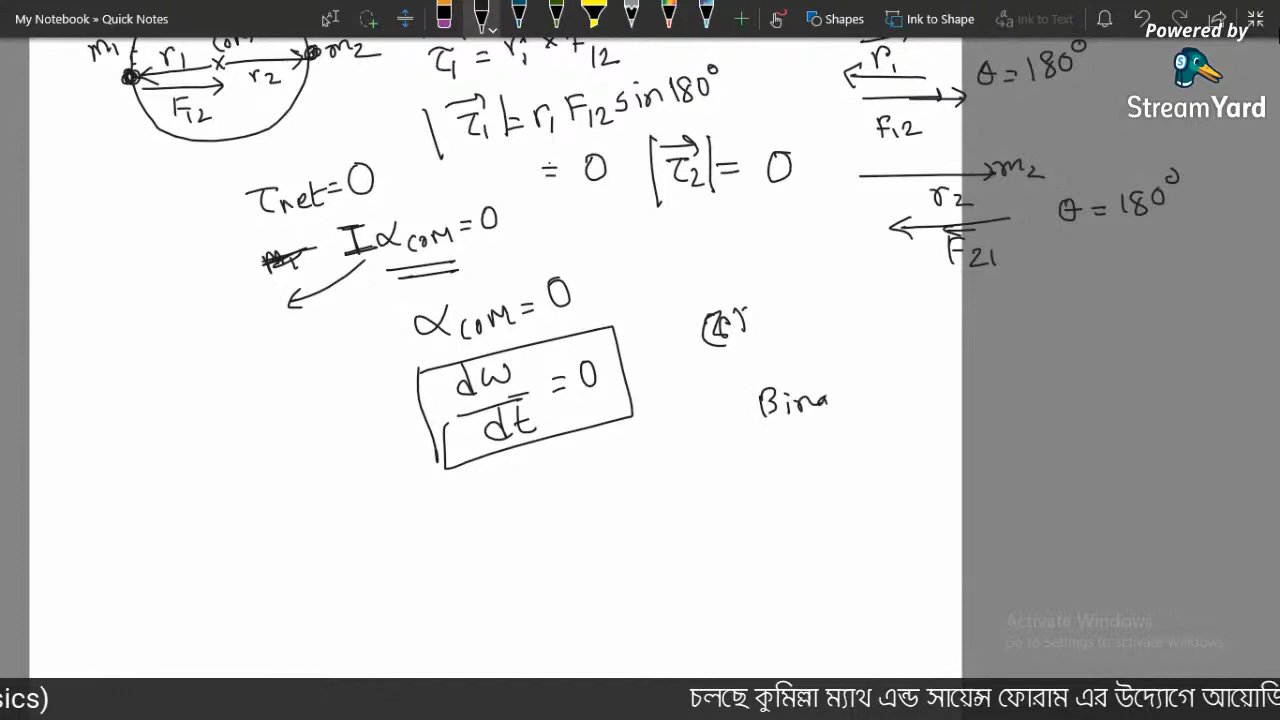 My Notebook » Quick Notes
Shapes
Ink to Shape
Ink to Text
Powered by
StreamYard
m₁ r₁ com r₂ m₂
F₁₂
τ₁ = r₁ × F₁₂
|τ₁| = r₁ F₁₂ sin 180°
= 0 |τ₂| = 0
τnet = 0
I αcom = 0
αcom = 0
dω/dt = 0
r₁ θ = 180°
F₁₂
m₂
r₂ θ = 180°
F₂₁
Bina
Activate Windows
Go to Settings to activate Windows.
sics) চলছে কুমিল্লা ম্যাথ এন্ড সায়েন্স ফোরাম এর উদ্যোগে আয়োজি